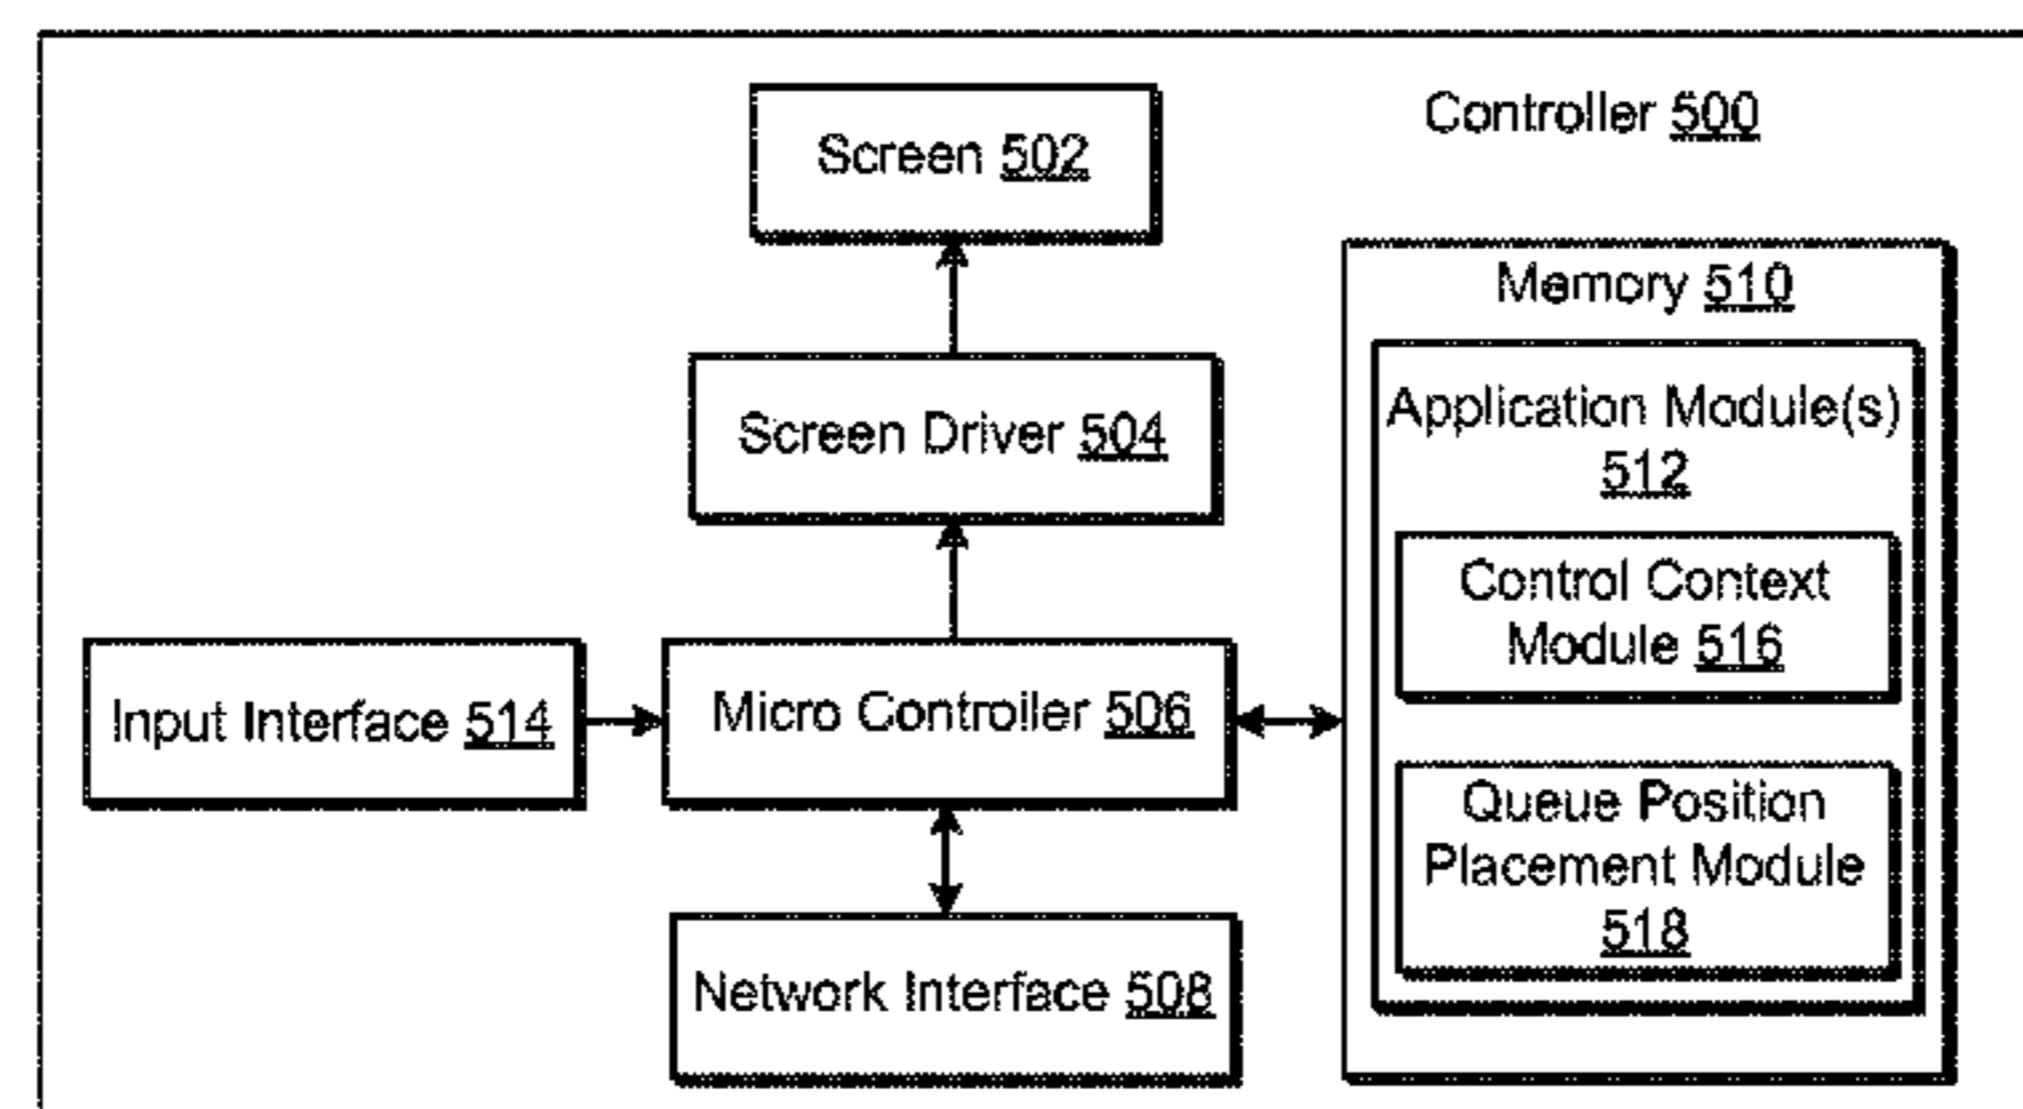 Controller 500
Screen 502
Memory 510
Screen Driver 504
Application Module(s)
512
Control Context
Module 516
Input Interface 514
Micro Controller 506
Queue Position
Placement Module
518
Network Interface 508